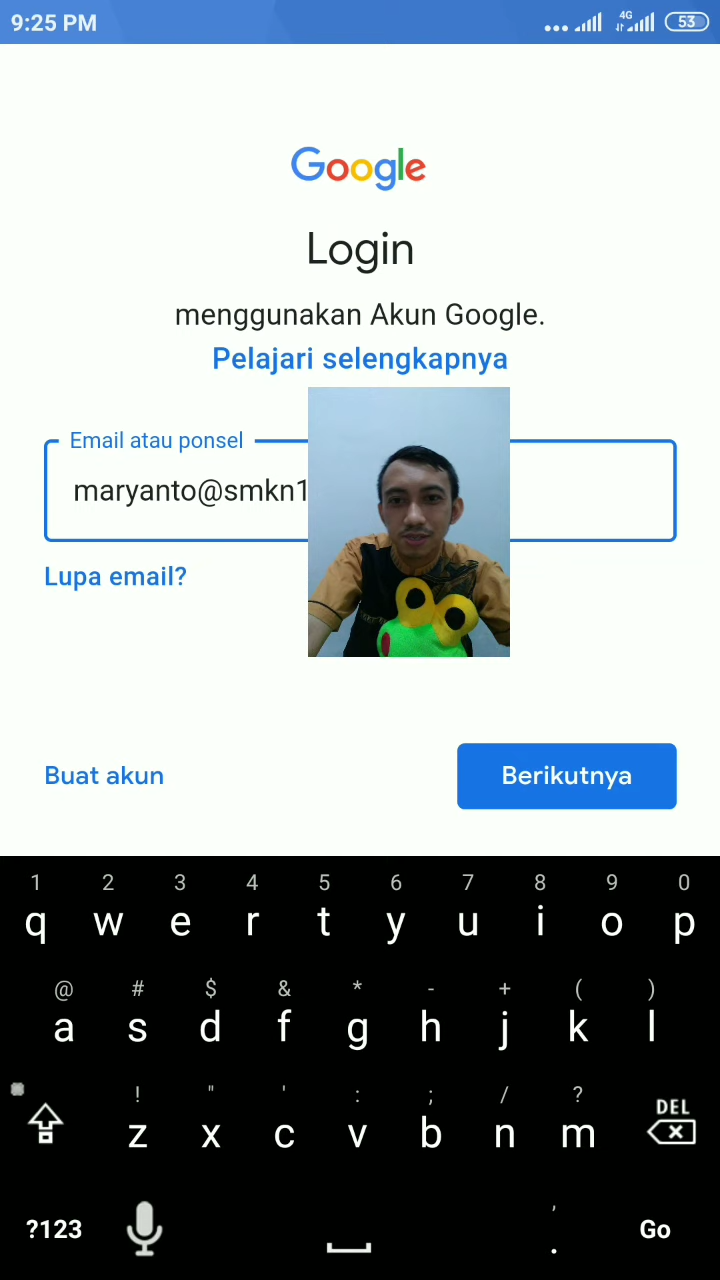 9:25 PM
4G
53
Google
Login
menggunakan Akun Google.
Pelajari selengkapnya
Email atau ponsel
maryanto@smkn1
Lupa email?
Buat akun
Berikutnya
1 2 3 4 5 6 7 8 9 0
q w e r t y u i o p
@ # $ & * - + ( )
a s d f g h j k l
! " ' : ; / ?
z x c v b n m
DEL
?123
, .
Go